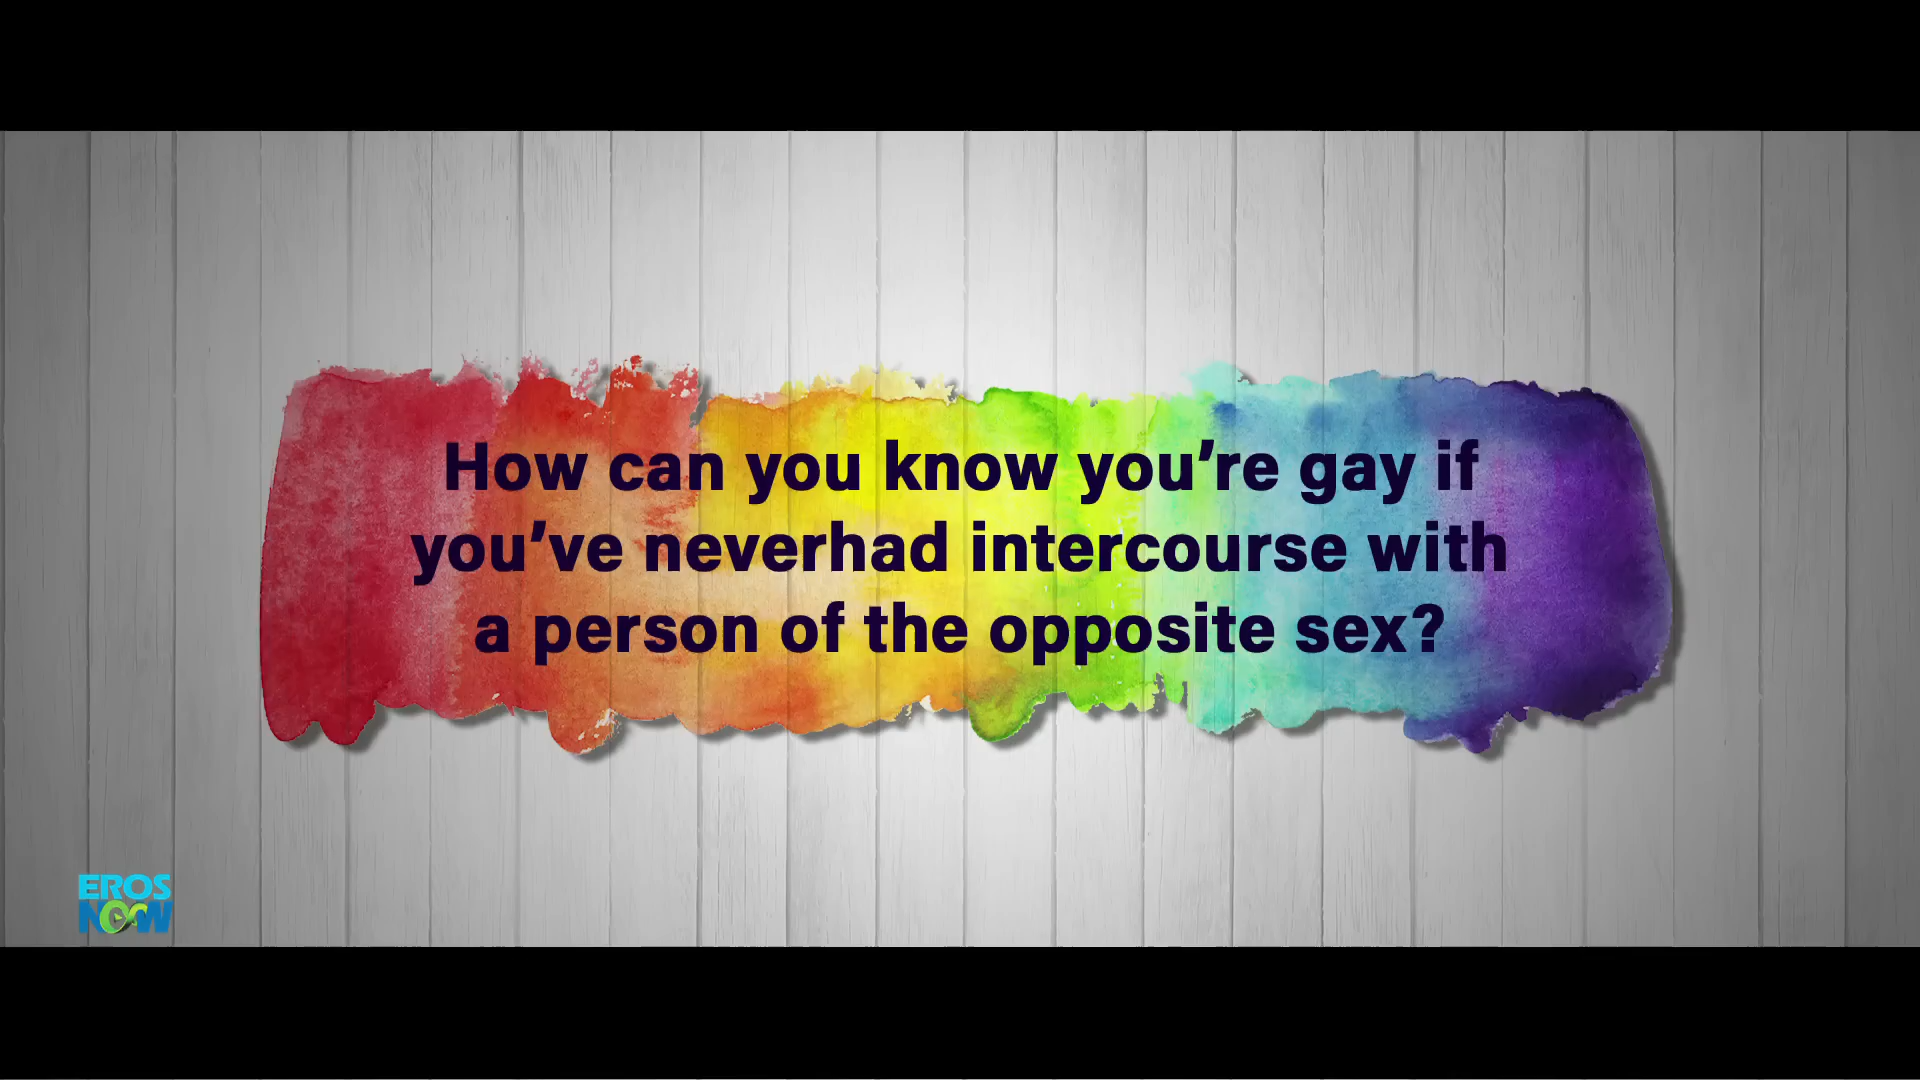 How can you know you’re gay if
you’ve neverhad intercourse with
a person of the opposite sex?
EROS
NOW